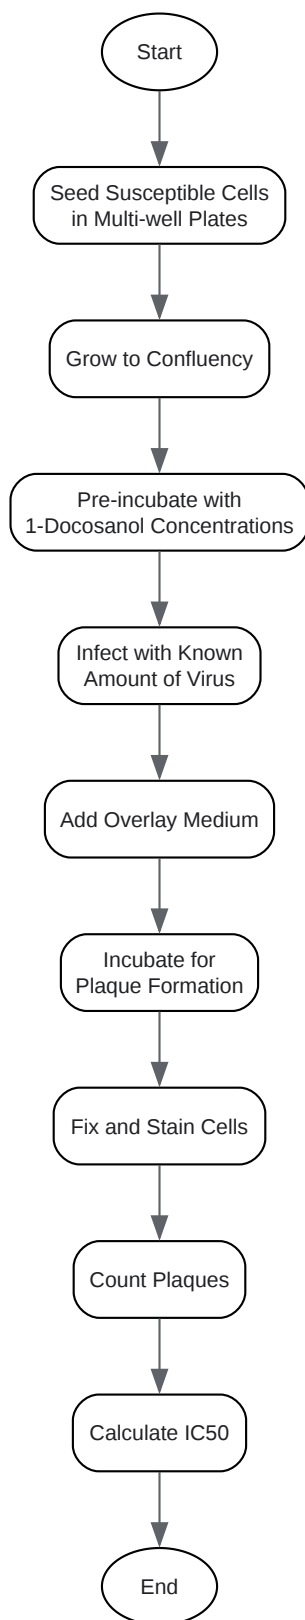 Start
Seed Susceptible Cells
in Multi-well Plates
Grow to Confluency
Pre-incubate with
1-Docosanol Concentrations
Infect with Known
Amount of Virus
Add Overlay Medium
Incubate for
Plaque Formation
Fix and Stain Cells
Count Plaques
Calculate IC50
End